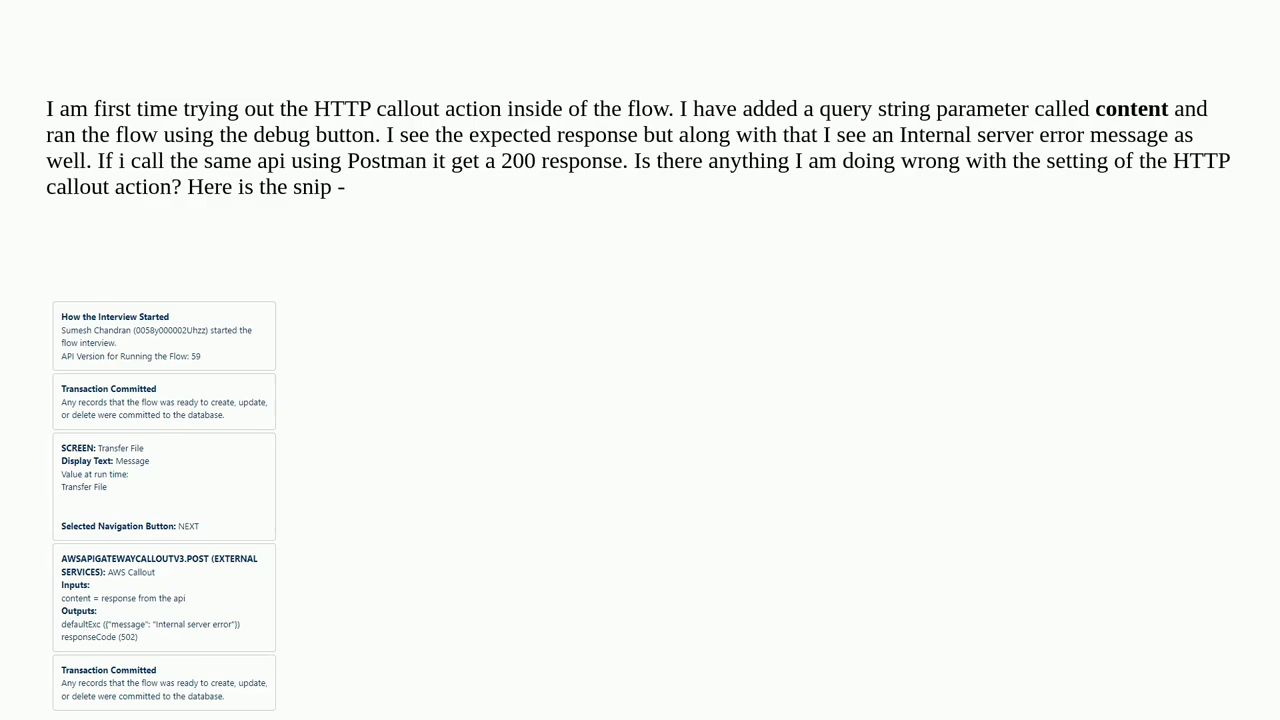 I am first time trying out the HTTP callout action inside of the flow. I have added a query string parameter called content and
ran the flow using the debug button. I see the expected response but along with that I see an Internal server error message as
well. If i call the same api using Postman it get a 200 response. Is there anything I am doing wrong with the setting of the HTTP
callout action? Here is the snip -
How the Interview Started
Sumesh Chandran (0058y000002Uhzz) started the
flow interview.
API Version for Running the Flow: 59
Transaction Committed
Any records that the flow was ready to create, update,
or delete were committed to the database.
SCREEN: Transfer File
Display Text: Message
Value at run time:
Transfer File
Selected Navigation Button: NEXT
AWSAPIGATEWAYCALLOUTV3.POST (EXTERNAL
SERVICES): AWS Callout
Inputs:
content = response from the api
Outputs:
defaultExc ({"message": "Internal server error"})
responseCode (502)
Transaction Committed
Any records that the flow was ready to create, update,
or delete were committed to the database.